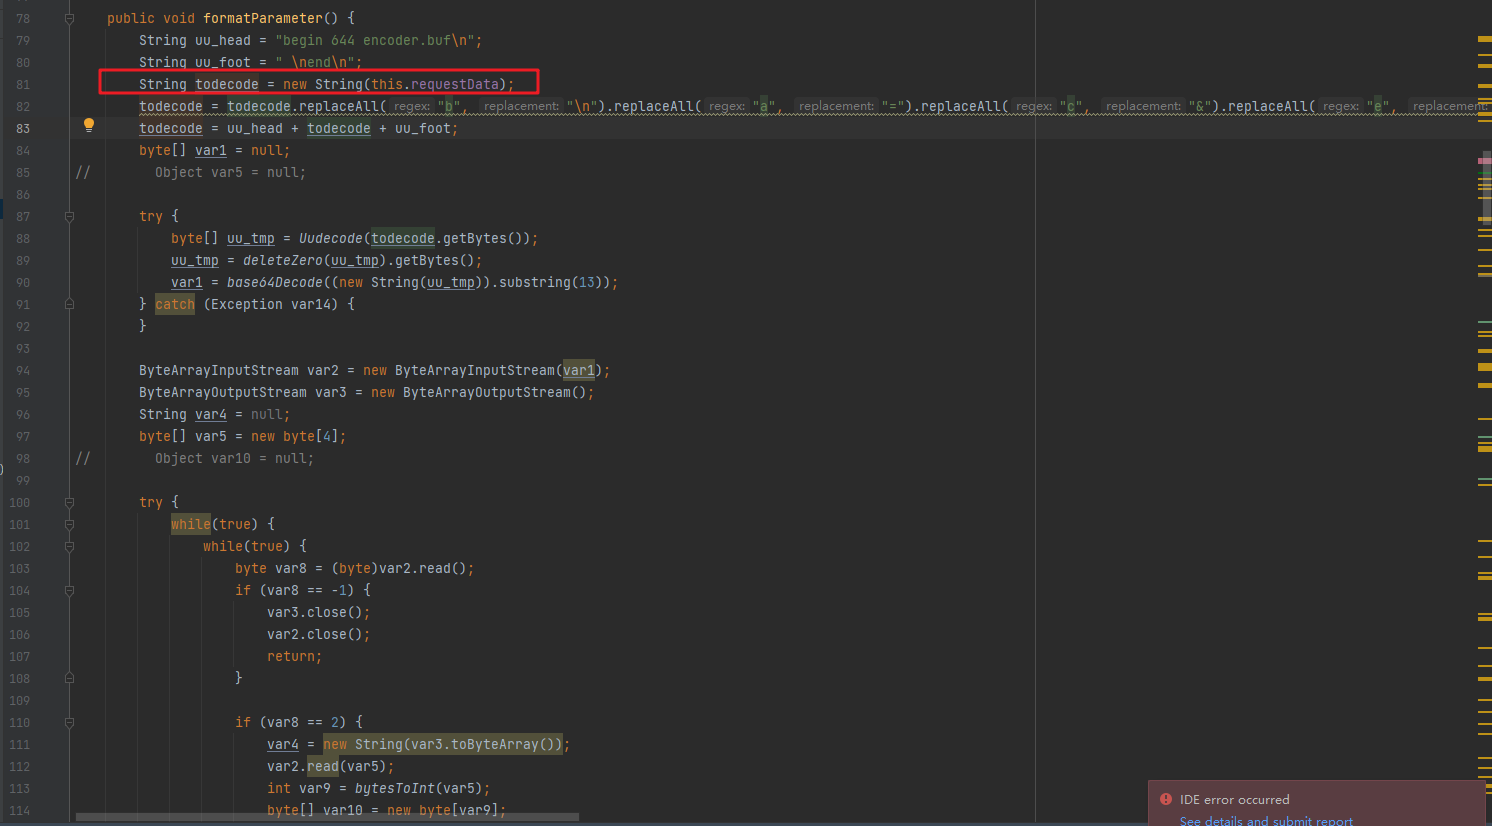 78 public void formatParameter() {
79 String uu_head = "begin 644 encoder.buf\n";
80 String uu_foot = " \nend\n";
81 String todecode = new String(this.requestData);
82 todecode = todecode.replaceAll( regex: "b", replacement: "\n").replaceAll( regex: "a", replacement: "=").replaceAll( regex: "c", replacement: "&").replaceAll( regex: "e", replacement:
83 todecode = uu_head + todecode + uu_foot;
84 byte[] var1 = null;
85 // Object var5 = null;
86
87 try {
88 byte[] uu_tmp = Uudecode(todecode.getBytes());
89 uu_tmp = deleteZero(uu_tmp).getBytes();
90 var1 = base64Decode((new String(uu_tmp)).substring(13));
91 } catch (Exception var14) {
92 }
93
94 ByteArrayInputStream var2 = new ByteArrayInputStream(var1);
95 ByteArrayOutputStream var3 = new ByteArrayOutputStream();
96 String var4 = null;
97 byte[] var5 = new byte[4];
98 // Object var10 = null;
99
100 try {
101 while(true) {
102 while(true) {
103 byte var8 = (byte)var2.read();
104 if (var8 == -1) {
105 var3.close();
106 var2.close();
107 return;
108 }
109
110 if (var8 == 2) {
111 var4 = new String(var3.toByteArray());
112 var2.read(var5);
113 int var9 = bytesToInt(var5);
114 byte[] var10 = new byte[var9];
IDE error occurred
See details and submit report